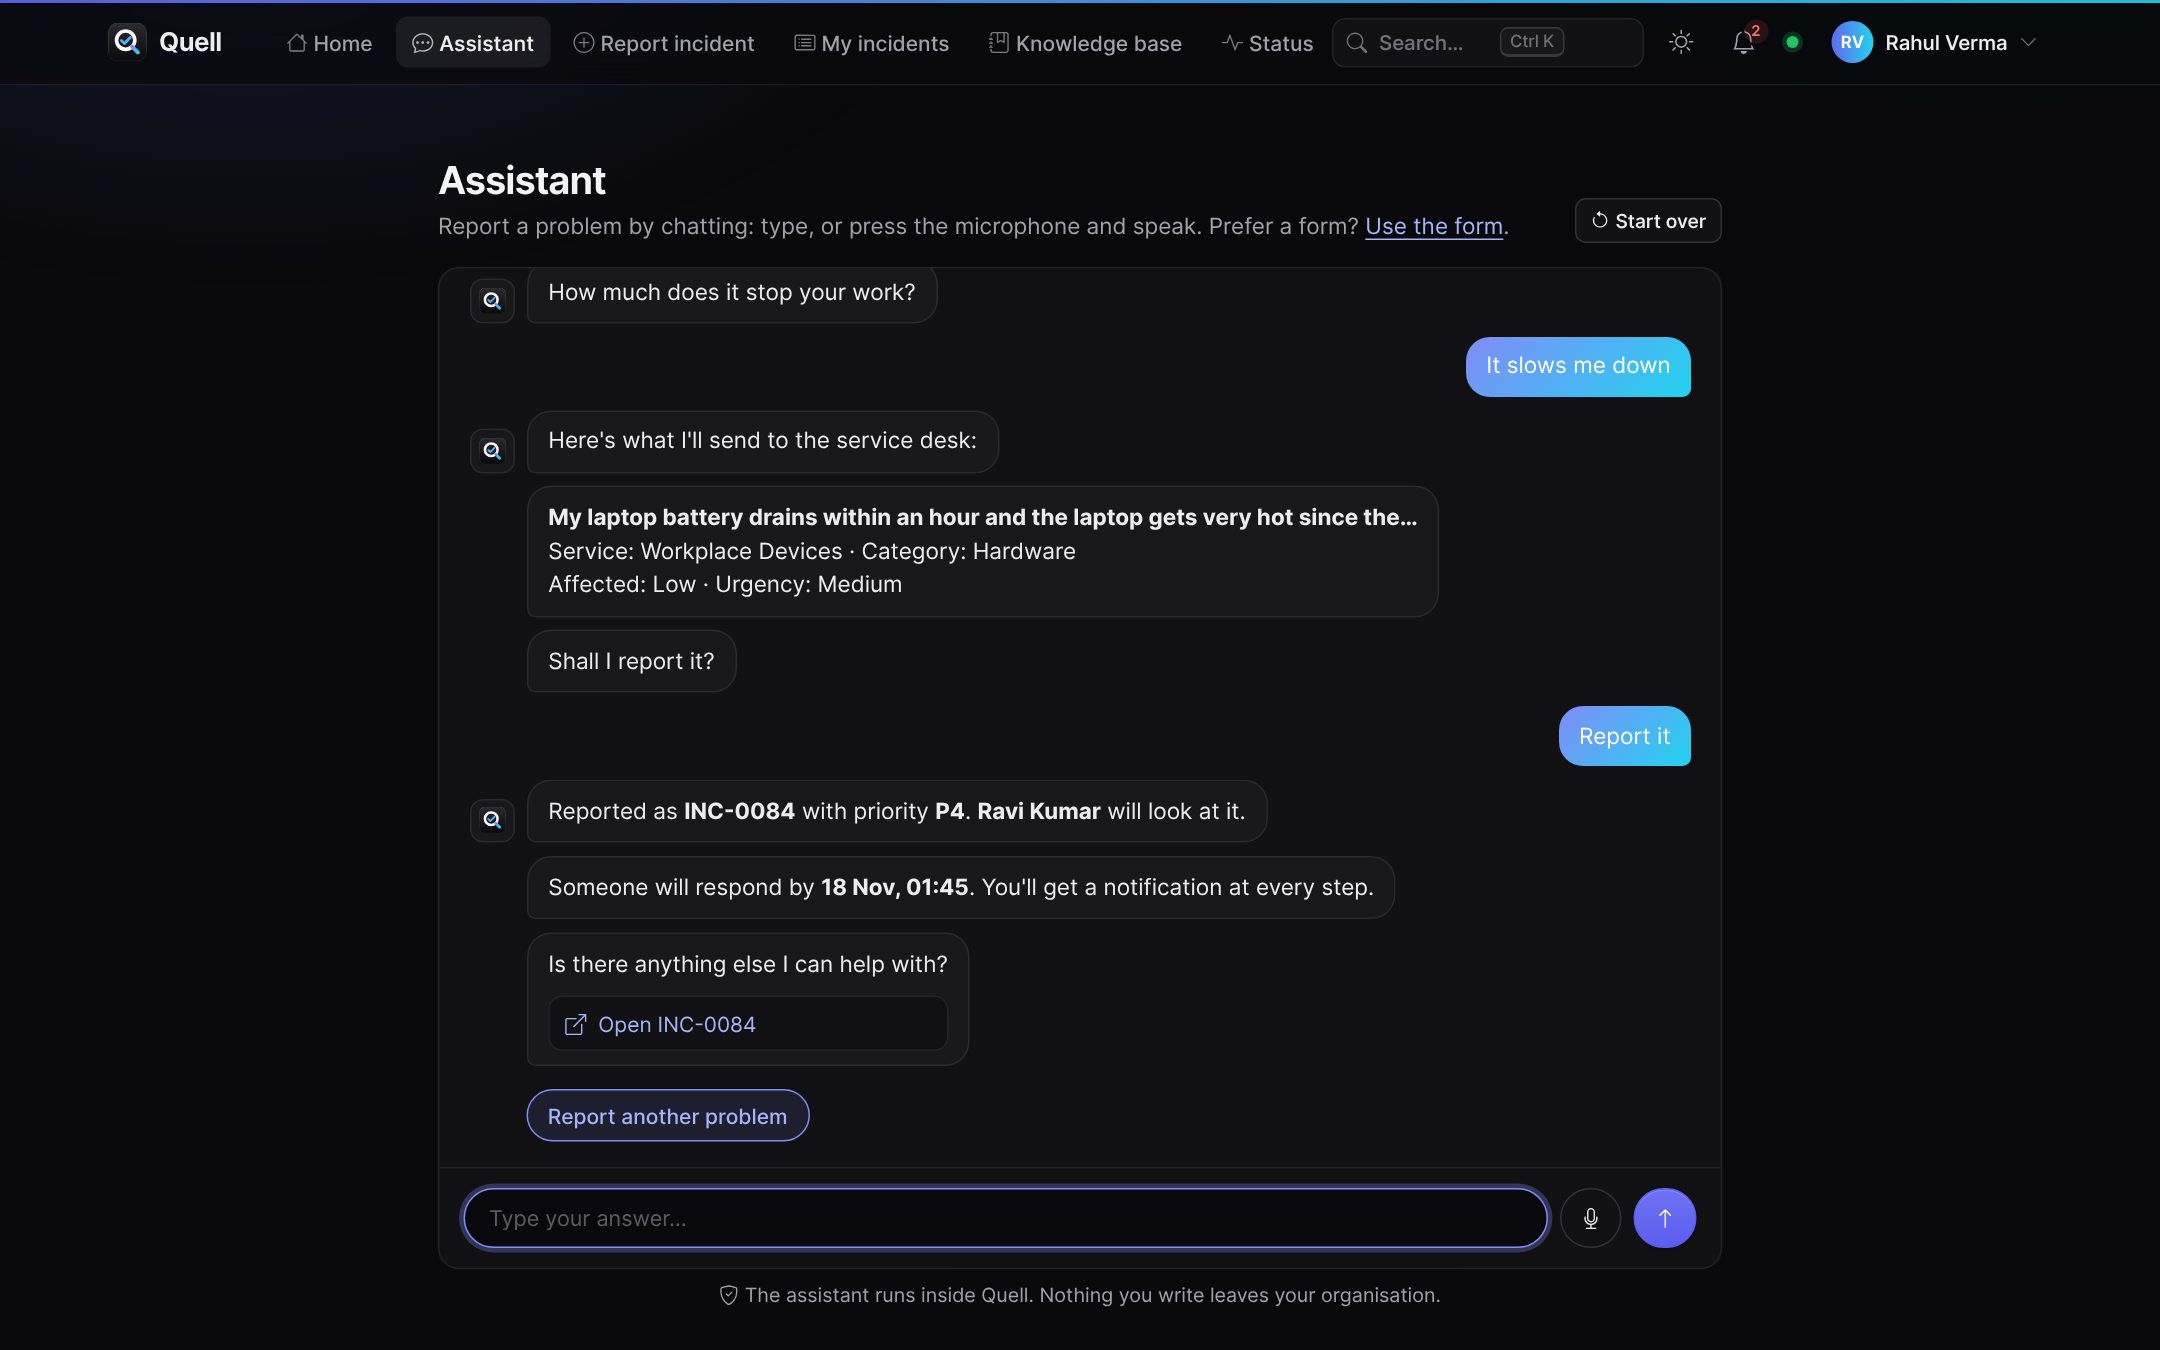 Quell
Home
Assistant
Report incident
My incidents
Knowledge base
Status
Search...
Ctrl K
2
RV
Rahul Verma
Assistant
Report a problem by chatting: type, or press the microphone and speak. Prefer a form? Use the form.
Start over
How much does it stop your work?
It slows me down
Here's what I'll send to the service desk:
My laptop battery drains within an hour and the laptop gets very hot since the...
Service: Workplace Devices · Category: Hardware
Affected: Low · Urgency: Medium
Shall I report it?
Report it
Reported as INC-0084 with priority P4. Ravi Kumar will look at it.
Someone will respond by 18 Nov, 01:45. You'll get a notification at every step.
Is there anything else I can help with?
Open INC-0084
Report another problem
Type your answer...
The assistant runs inside Quell. Nothing you write leaves your organisation.